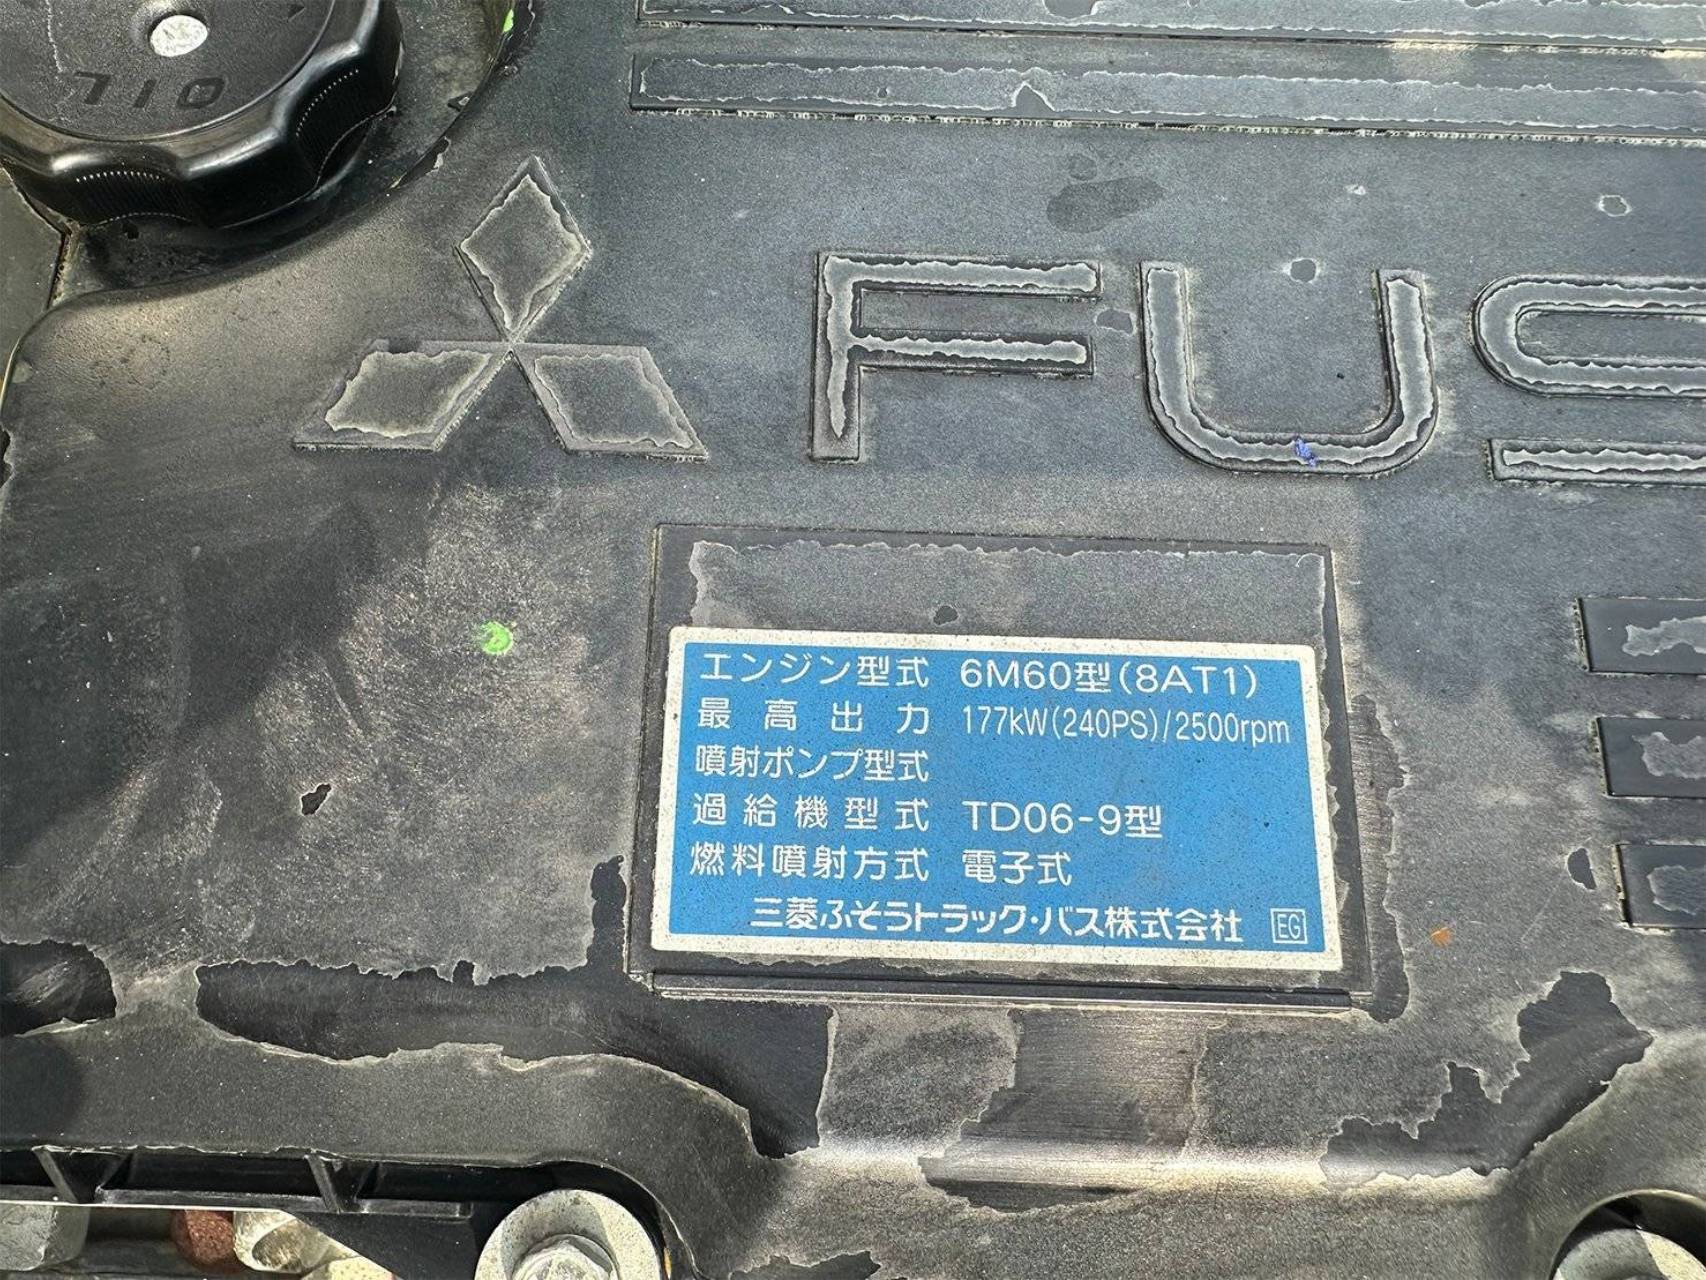 OIL
FUS
エンジン型式 6M60型(8AT1)
最高出力 177kW(240PS)/2500rpm
噴射ポンプ型式
過給機型式 TD06-9型
燃料噴射方式 電子式
三菱ふそうトラック・バス株式会社 EG